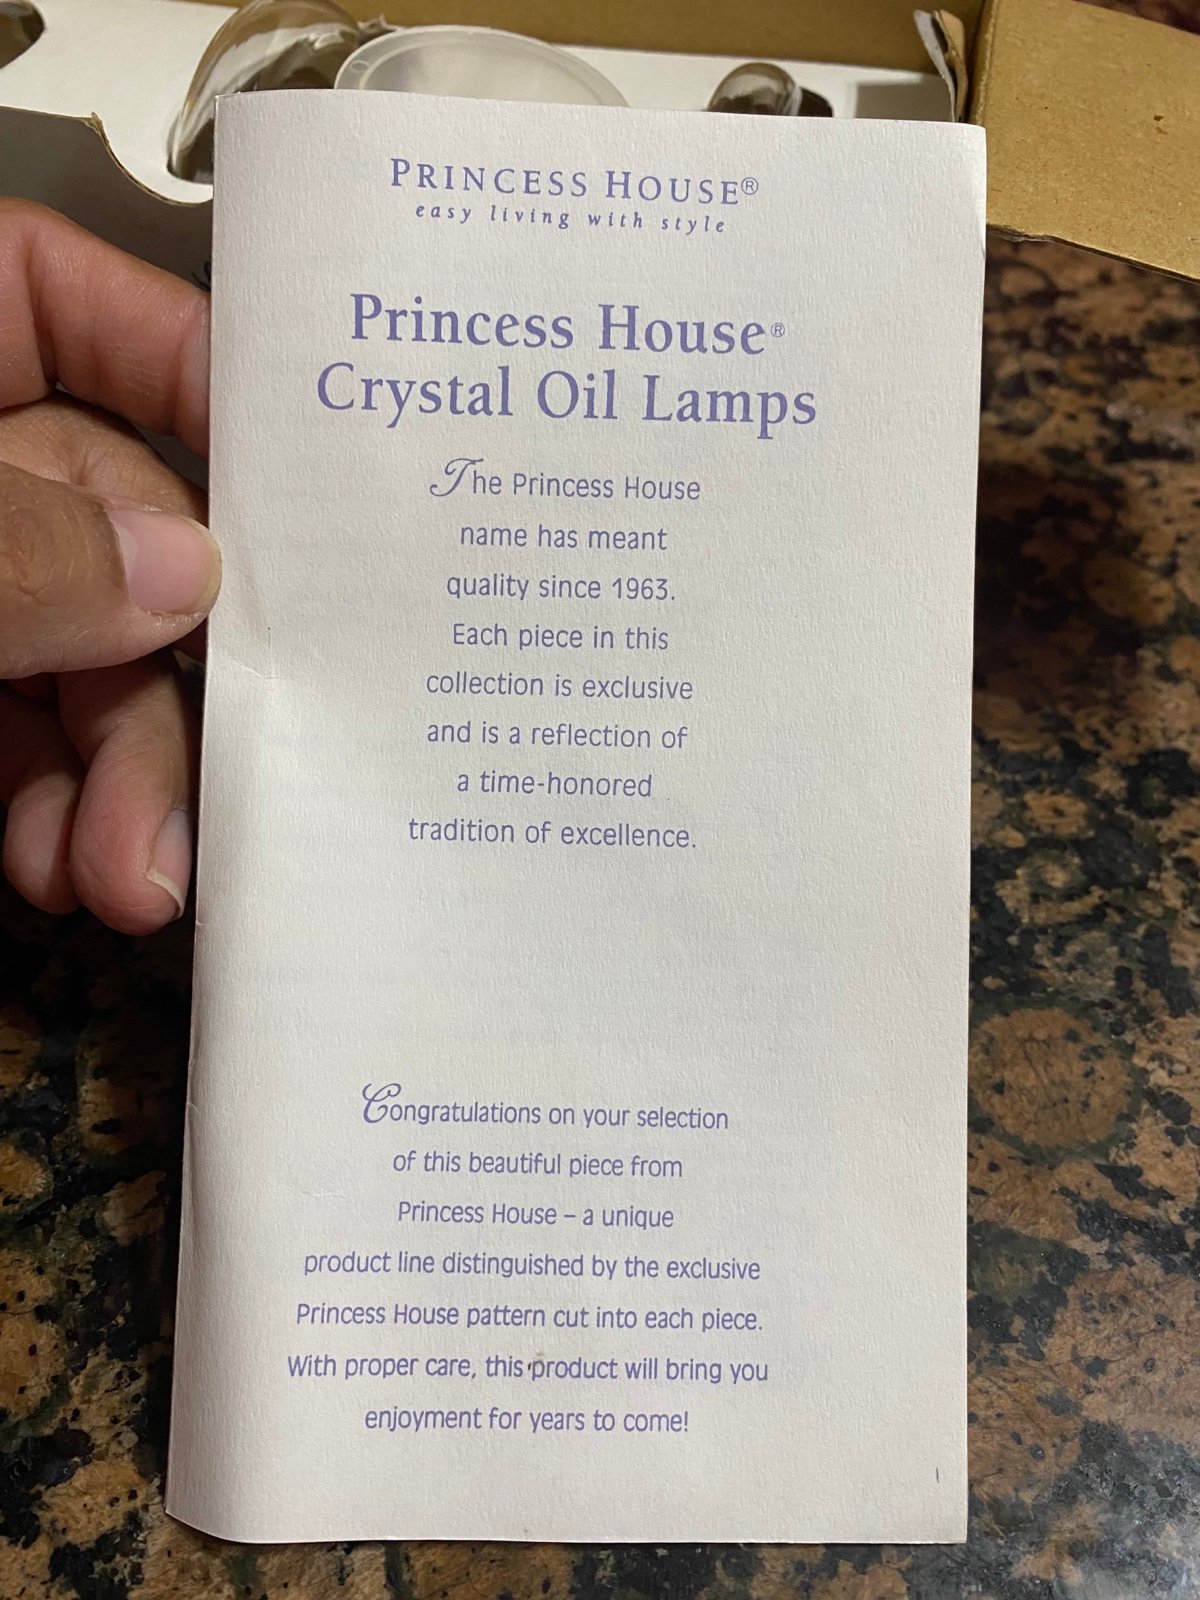 PRINCESS HOUSE®
easy living with style
Princess House®
Crystal Oil Lamps
The Princess House
name has meant
quality since 1963.
Each piece in this
collection is exclusive
and is a reflection of
a time-honored
tradition of excellence.
Congratulations on your selection
of this beautiful piece from
Princess House – a unique
product line distinguished by the exclusive
Princess House pattern cut into each piece.
With proper care, this product will bring you
enjoyment for years to come!